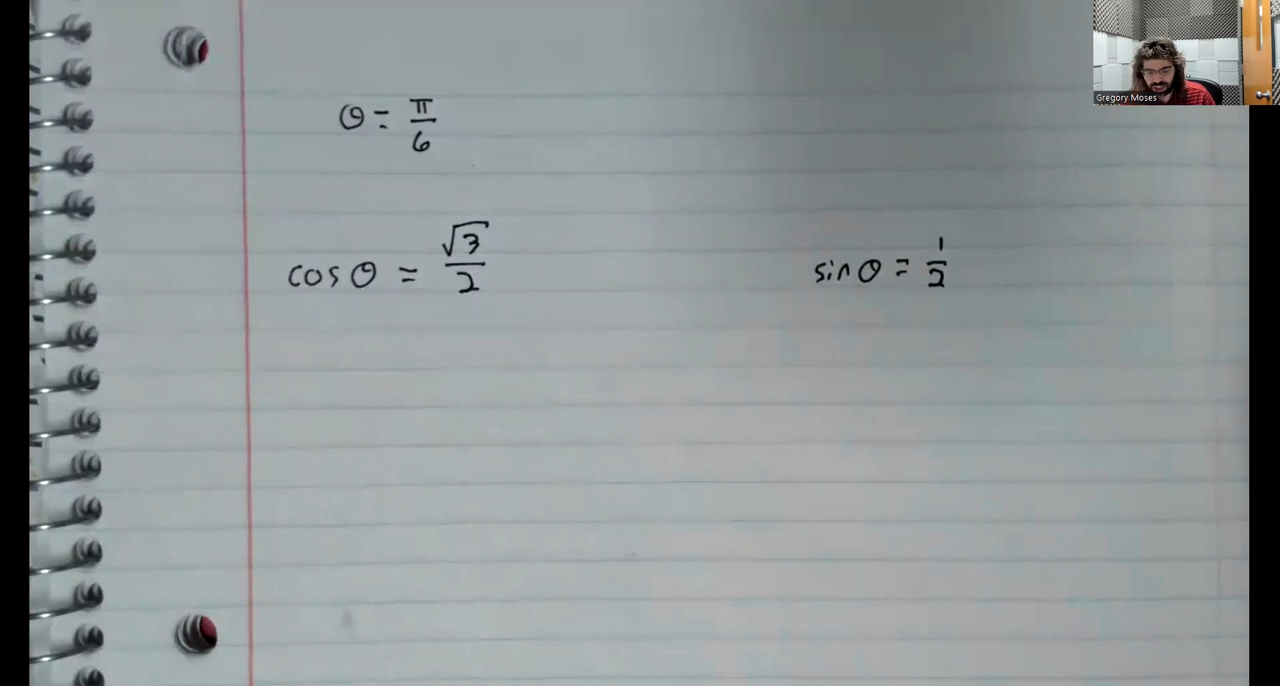 Gregory Moses
θ = π/6
cos θ = √3/2
sin θ = 1/2